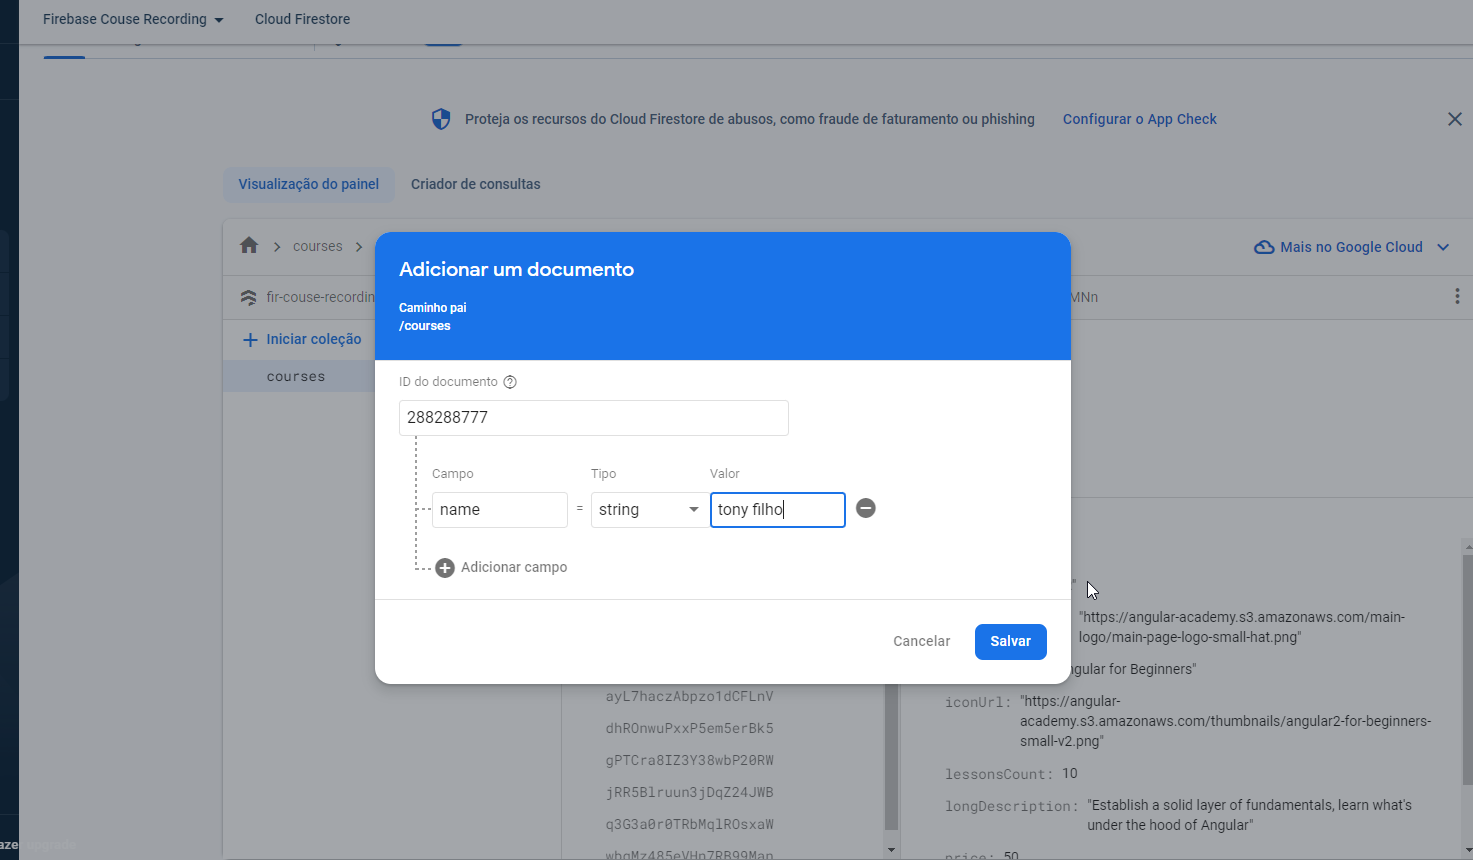 Firebase Couse Recording
Cloud Firestore
Proteja os recursos do Cloud Firestore de abusos, como fraude de faturamento ou phishing
Configurar o App Check
Visualização do painel
Criador de consultas
courses
Mais no Google Cloud
fir-couse-recordin
MNn
Iniciar coleção
courses
Adicionar um documento
Caminho pai
/courses
ID do documento
288288777
Campo
Tipo
Valor
name
=
string
tony filho
Adicionar campo
Cancelar
Salvar
"
"https://angular-academy.s3.amazonaws.com/main-
logo/main-page-logo-small-hat.png"
ngular for Beginners"
iconUrl: "https://angular-
academy.s3.amazonaws.com/thumbnails/angular2-for-beginners-
small-v2.png"
lessonsCount: 10
longDescription: "Establish a solid layer of fundamentals, learn what's
under the hood of Angular"
price: 50
ayL7haczAbpzo1dCFLnV
dhROnwuPxxP5em5erBk5
gPTCra8IZ3Y38wbP20RW
jRR5Blruun3jDqZ24JWB
q3G3a0r0TRbMqlROsxaW
wbgMz485eVHn7RB99Man